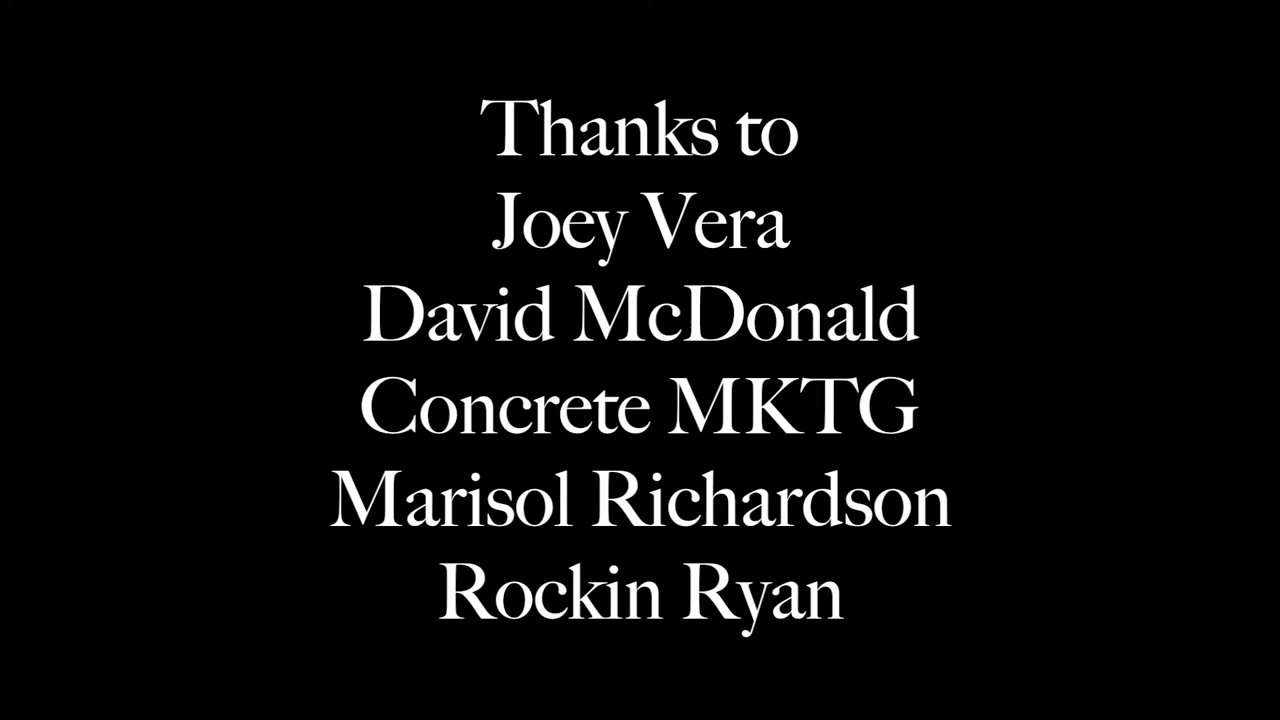 Thanks to
Joey Vera
David McDonald
Concrete MKTG
Marisol Richardson
Rockin Ryan